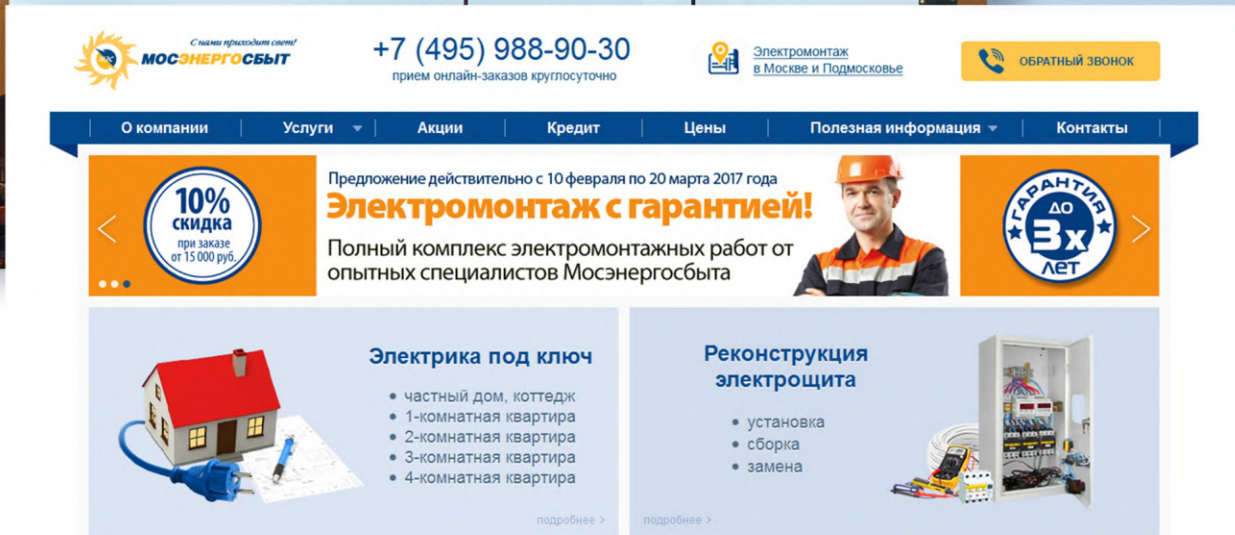 С нами приходит свет!
МОСЭНЕРГОСБЫТ
+7 (495) 988-90-30
прием онлайн-заказов круглосуточно
Электромонтаж
в Москве и Подмосковье
ОБРАТНЫЙ ЗВОНОК
О компании
Услуги
Акции
Кредит
Цены
Полезная информация
Контакты
10%
скидка
при заказе
от 15 000 руб.
Предложение действительно с 10 февраля по 20 марта 2017 года
Электромонтаж с гарантией!
Полный комплекс электромонтажных работ от
опытных специалистов Мосэнергосбыта
ГАРАНТИЯ
ДО
3х
ЛЕТ
Электрика под ключ
• частный дом, коттедж
• 1-комнатная квартира
• 2-комнатная квартира
• 3-комнатная квартира
• 4-комнатная квартира
подробнее >
Реконструкция
электрощита
• установка
• сборка
• замена
подробнее >